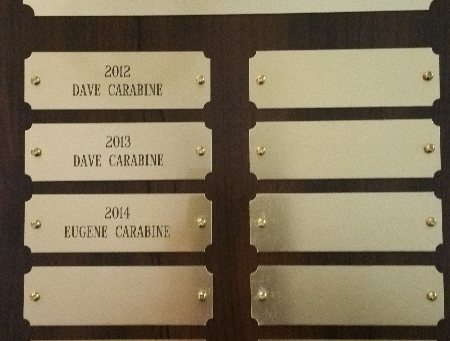 2012
DAVE CARABINE
2013
DAVE CARABINE
2014
EUGENE CARABINE